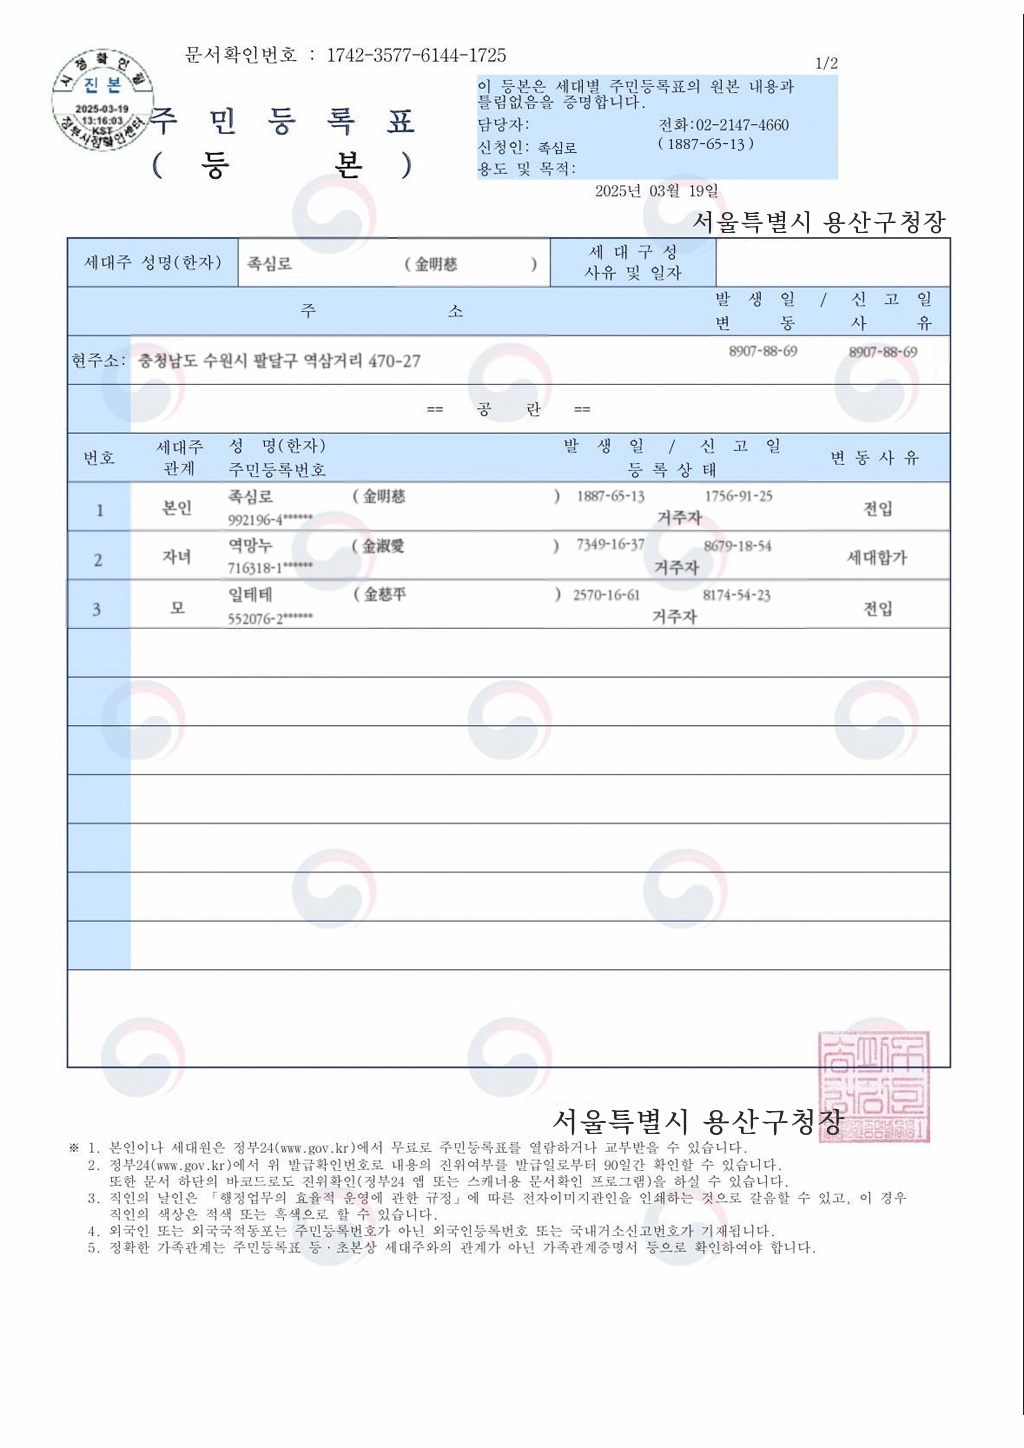 문서확인번호 : 1742-3577-6144-1725
1/2
시점확인필
진 본
2025-03-19
13:16:03
KST
정부시점확인센터
주 민 등 록 표
( 등 본 )
이 등본은 세대별 주민등록표의 원본 내용과
틀림없음을 증명합니다.
담당자: 전화:02-2147-4660
신청인: 족심로 ( 1887-65-13 )
용도 및 목적:
2025년 03월 19일
서울특별시 용산구청장
세대주 성명(한자) 족심로 ( 金明慈 ) 세 대 구 성
사유 및 일자
주 소 발 생 일 / 신 고 일
변 동 사 유
현주소: 충청남도 수원시 팔달구 역삼거리 470-27 8907-88-69 8907-88-69
== 공 란 ==
번호 세대주 관계 성 명(한자) 주민등록번호 발 생 일 / 신 고 일 등 록 상 태 변 동 사 유
1 본인 족심로 ( 金明慈 ) 1887-65-13 1756-91-25 전입
992196-4****** 거주자
2 자녀 역망누 ( 金淑愛 ) 7349-16-37 8679-18-54 세대합가
716318-1****** 거주자
3 모 일테테 ( 金慈平 ) 2570-16-61 8174-54-23 전입
552076-2****** 거주자
서울특별시 용산구청장
※ 1. 본인이나 세대원은 정부24(www.gov.kr)에서 무료로 주민등록표를 열람하거나 교부받을 수 있습니다.
2. 정부24(www.gov.kr)에서 위 발급확인번호로 내용의 진위여부를 발급일로부터 90일간 확인할 수 있습니다.
또한 문서 하단의 바코드로도 진위확인(정부24 앱 또는 스캐너용 문서확인 프로그램)을 하실 수 있습니다.
3. 직인의 날인은 「행정업무의 효율적 운영에 관한 규정」에 따른 전자이미지관인을 인쇄하는 것으로 갈음할 수 있고, 이 경우
직인의 색상은 적색 또는 흑색으로 할 수 있습니다.
4. 외국인 또는 외국국적동포는 주민등록번호가 아닌 외국인등록번호 또는 국내거소신고번호가 기재됩니다.
5. 정확한 가족관계는 주민등록표 등·초본상 세대주와의 관계가 아닌 가족관계증명서 등으로 확인하여야 합니다.